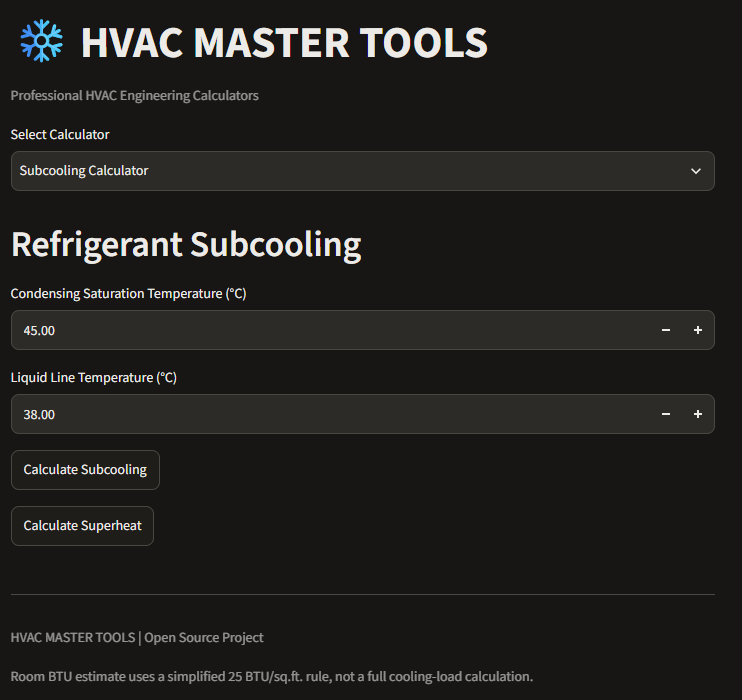 HVAC MASTER TOOLS
Professional HVAC Engineering Calculators
Select Calculator
Subcooling Calculator
Refrigerant Subcooling
Condensing Saturation Temperature (°C)
45.00
Liquid Line Temperature (°C)
38.00
Calculate Subcooling
Calculate Superheat
HVAC MASTER TOOLS | Open Source Project
Room BTU estimate uses a simplified 25 BTU/sq.ft. rule, not a full cooling-load calculation.